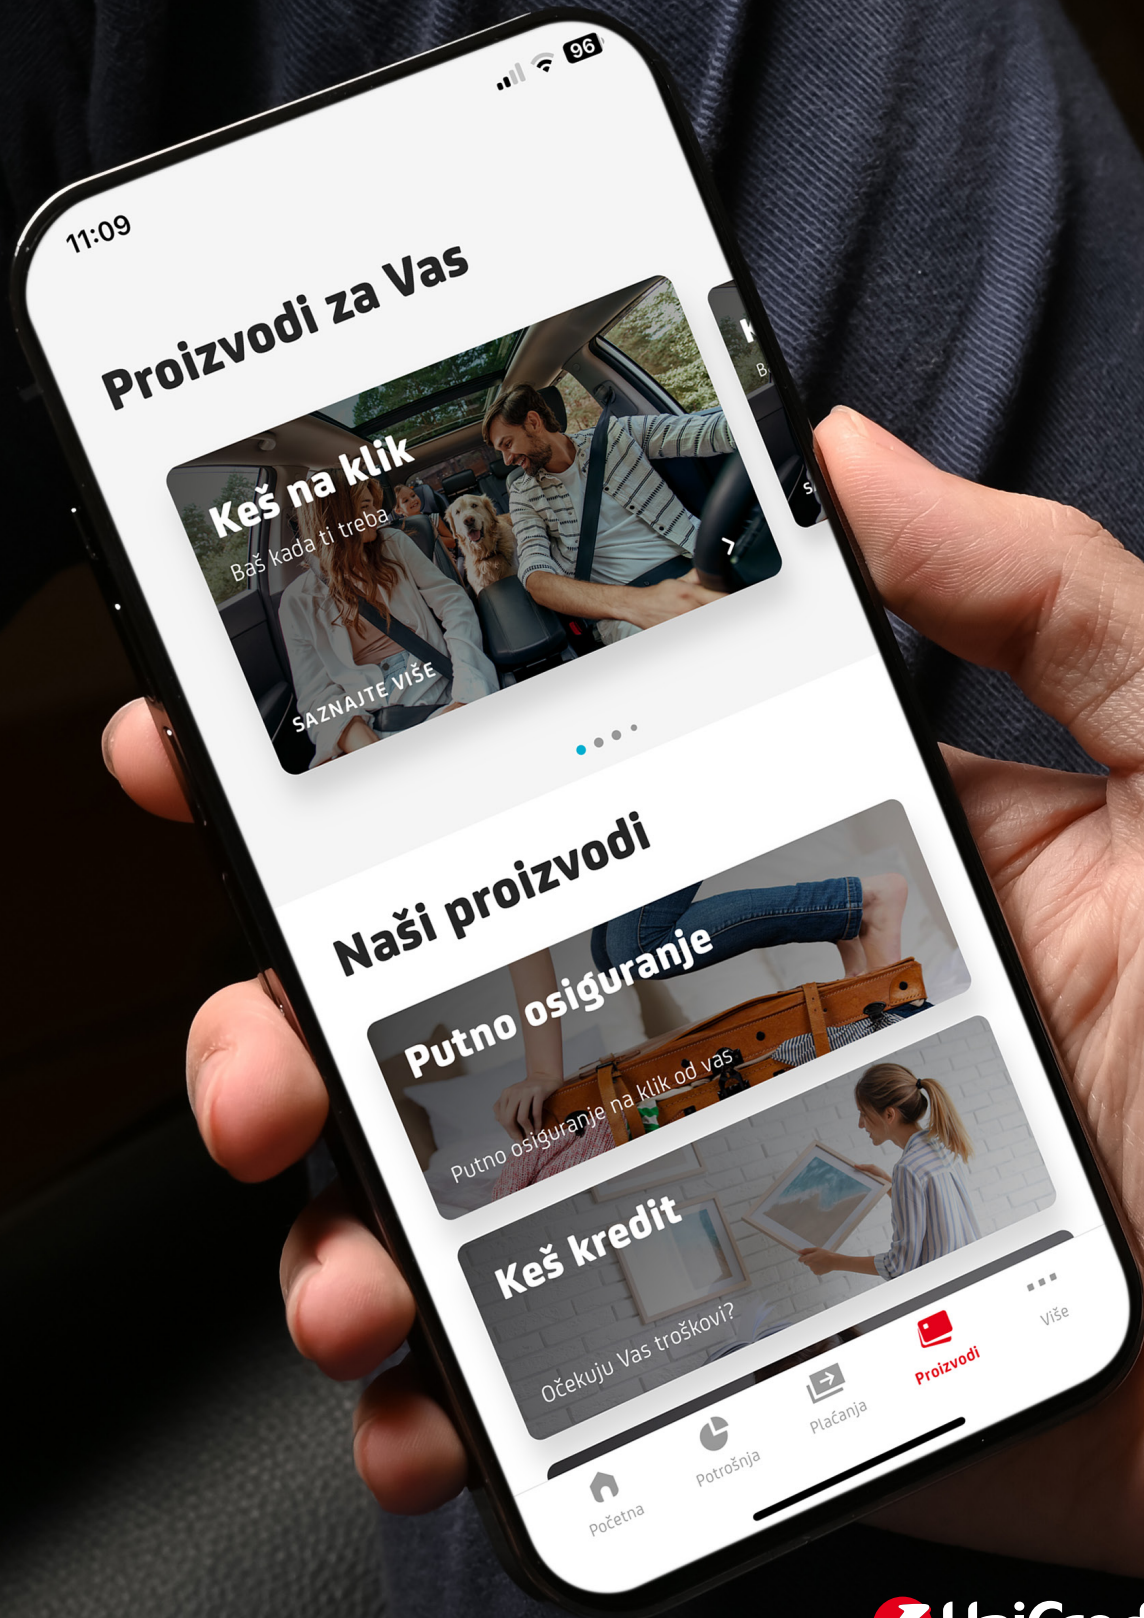 96
11:09
Proizvodi za Vas
Keš na klik
Baš kada ti treba
SAZNAJTE VIŠE
Naši proizvodi
Putno osiguranje
Putno osiguranje na klik od vas
Keš kredit
Očekuju Vas troškovi?
Početna
Potrošnja
Plaćanja
Proizvodi
Više